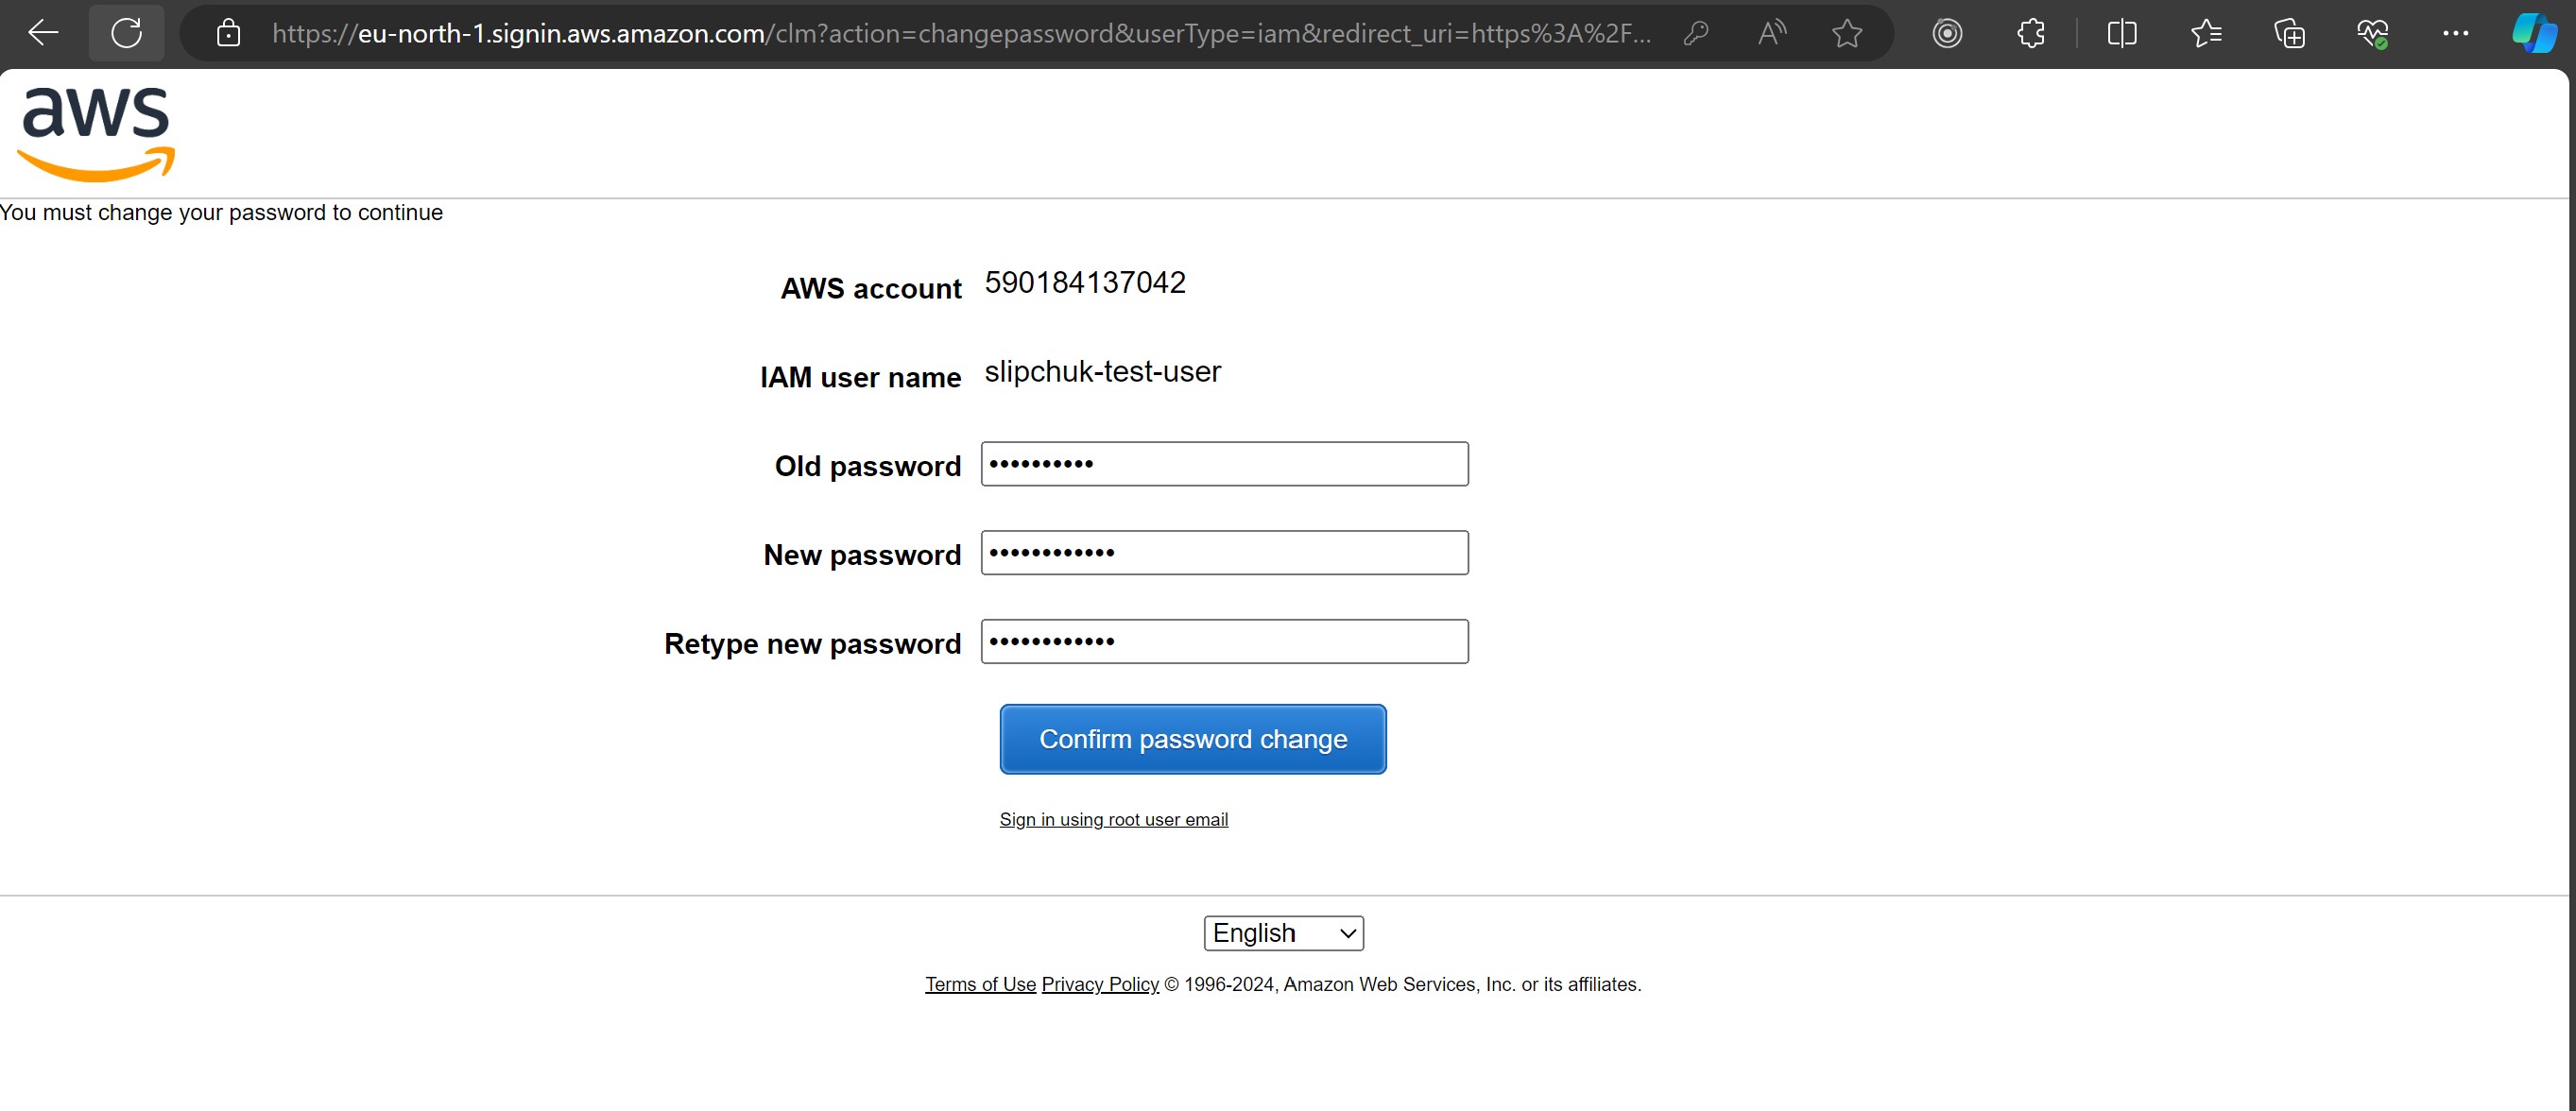 https://eu-north-1.signin.aws.amazon.com/clm?action=changepassword&userType=iam&redirect_uri=https%3A%2F...
aws
You must change your password to continue
AWS account 590184137042
IAM user name slipchuk-test-user
Old password ••••••••••
New password ••••••••••••
Retype new password ••••••••••••
Confirm password change
Sign in using root user email
English
Terms of Use Privacy Policy © 1996-2024, Amazon Web Services, Inc. or its affiliates.